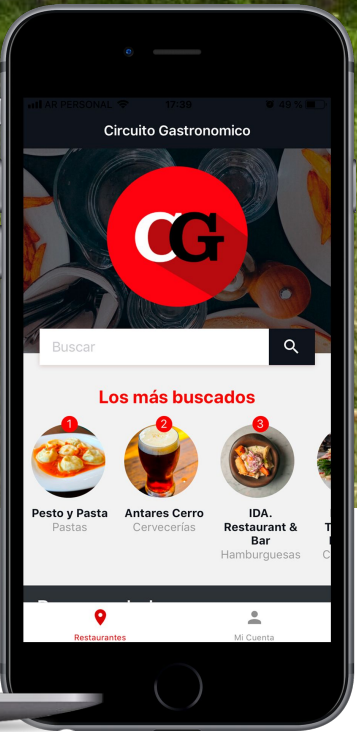 AR PERSONAL 17:39 49 %
Circuito Gastronomico
CG
Buscar
Los más buscados
1 2 3
Pesto y Pasta
Pastas
Antares Cerro
Cervecerías
IDA.
Restaurant &
Bar
Hamburguesas
Restaurantes
Mi Cuenta